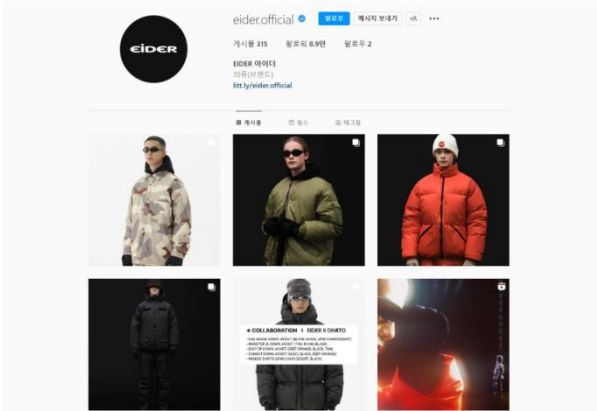 eider.official 팔로우 메시지 보내기
게시물 315 팔로워 8.9만 팔로우 2
EIDER 아이더
의류(브랜드)
litt.ly/eider.official
EiDER
게시물 릴스 태그됨
COLLABORATION I EIDER X DIMITO